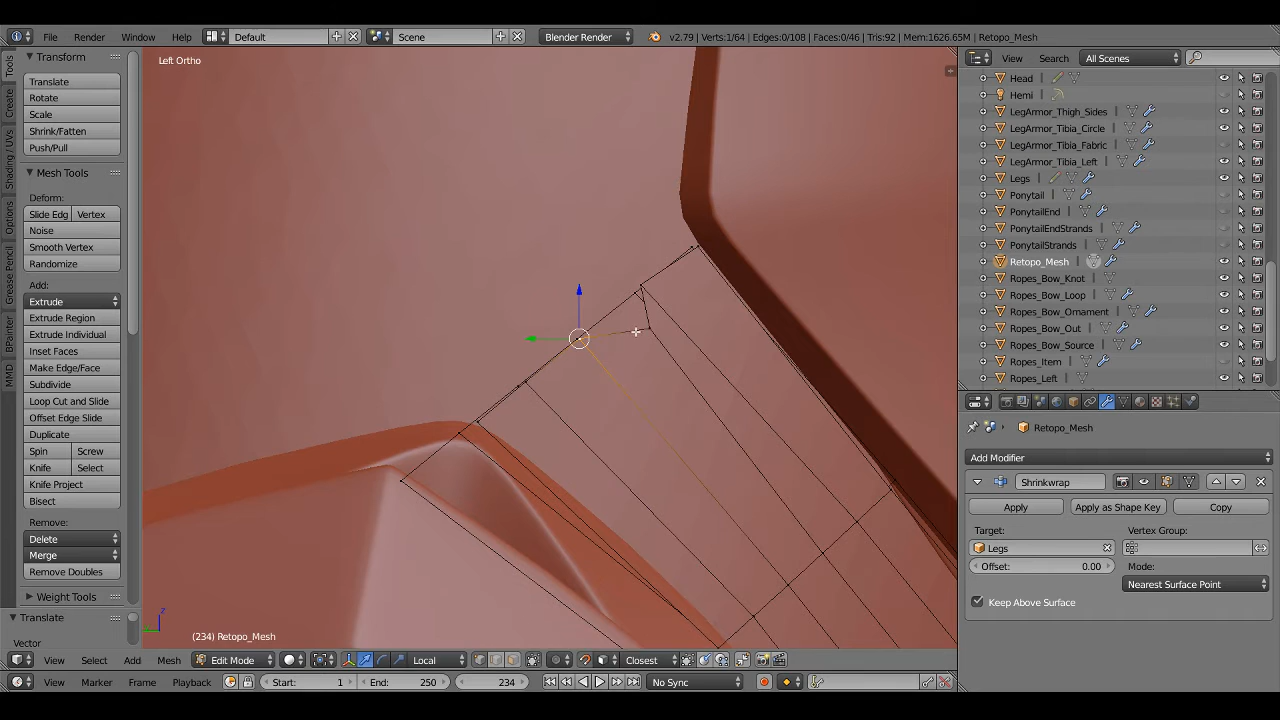 File Render Window Help Default Scene Blender Render v2.79 | Verts:1/64 | Edges:0/108 | Faces:0/46 | Tris:92 | Mem:1626.65M | Retopo_Mesh
Tools
Create
Shading / UVs
Options
Grease Pencil
BPainter
MMD
Transform
Translate
Rotate
Scale
Shrink/Fatten
Push/Pull
Mesh Tools
Deform:
Slide Edg Vertex
Noise
Smooth Vertex
Randomize
Add:
Extrude
Extrude Region
Extrude Individual
Inset Faces
Make Edge/Face
Subdivide
Loop Cut and Slide
Offset Edge Slide
Duplicate
Spin Screw
Knife Select
Knife Project
Bisect
Remove:
Delete
Merge
Remove Doubles
Weight Tools
Translate
Vector
Left Ortho
(234) Retopo_Mesh
View Search All Scenes
Head
Hemi
LegArmor_Thigh_Sides
LegArmor_Tibia_Circle
LegArmor_Tibia_Fabric
LegArmor_Tibia_Left
Legs
Ponytail
PonytailEnd
PonytailEndStrands
PonytailStrands
Retopo_Mesh
Ropes_Bow_Knot
Ropes_Bow_Loop
Ropes_Bow_Ornament
Ropes_Bow_Out
Ropes_Bow_Source
Ropes_Item
Ropes_Left
Retopo_Mesh
Add Modifier
Shrinkwrap
Apply Apply as Shape Key Copy
Target: Vertex Group:
Legs
Offset: 0.00 Mode:
Nearest Surface Point
Keep Above Surface
View Select Add Mesh Edit Mode Local Closest
View Marker Frame Playback Start: 1 End: 250 234 No Sync